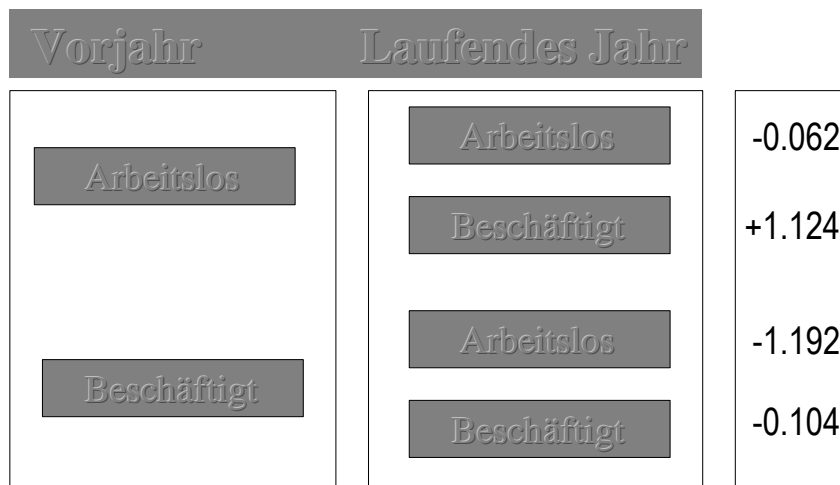 Vorjahr Laufendes Jahr
Arbeitslos -0.062
Arbeitslos
Beschäftigt +1.124
Arbeitslos -1.192
Beschäftigt
Beschäftigt -0.104